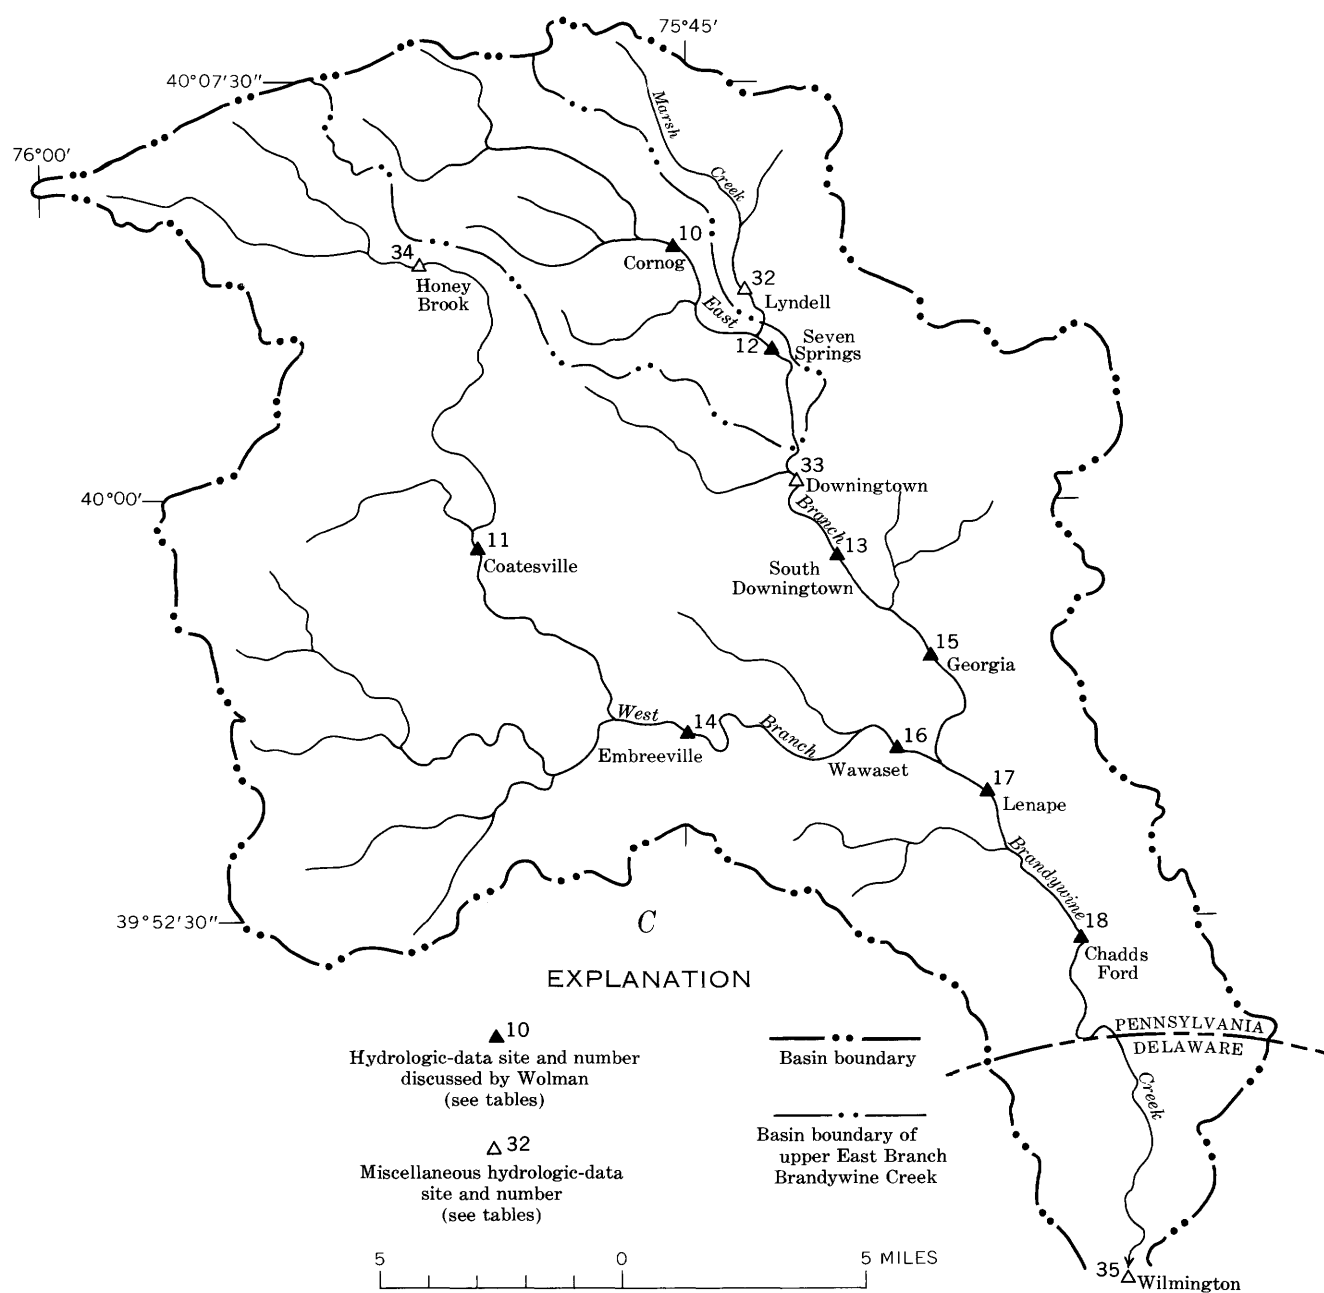 75°45′
40°07′30″
Marsh
76°00′
Creek
10
34
Cornog
32
Honey
Brook
Lyndell
East
Seven
Springs
12
33
Downingtown
40°00′
Branch
11
13
Coatesville
South
Downingtown
15
Georgia
West
14
Branch
16
Embreeville
Wawaset
17
Lenape
Brandywine
39°52′30″
C
18
Chadds
Ford
EXPLANATION
10
Hydrologic-data site and number
discussed by Wolman
(see tables)
32
Miscellaneous hydrologic-data
site and number
(see tables)
Basin boundary
Basin boundary of
upper East Branch
Brandywine Creek
PENNSYLVANIA
DELAWARE
Creek
5 0 5 MILES
35
Wilmington